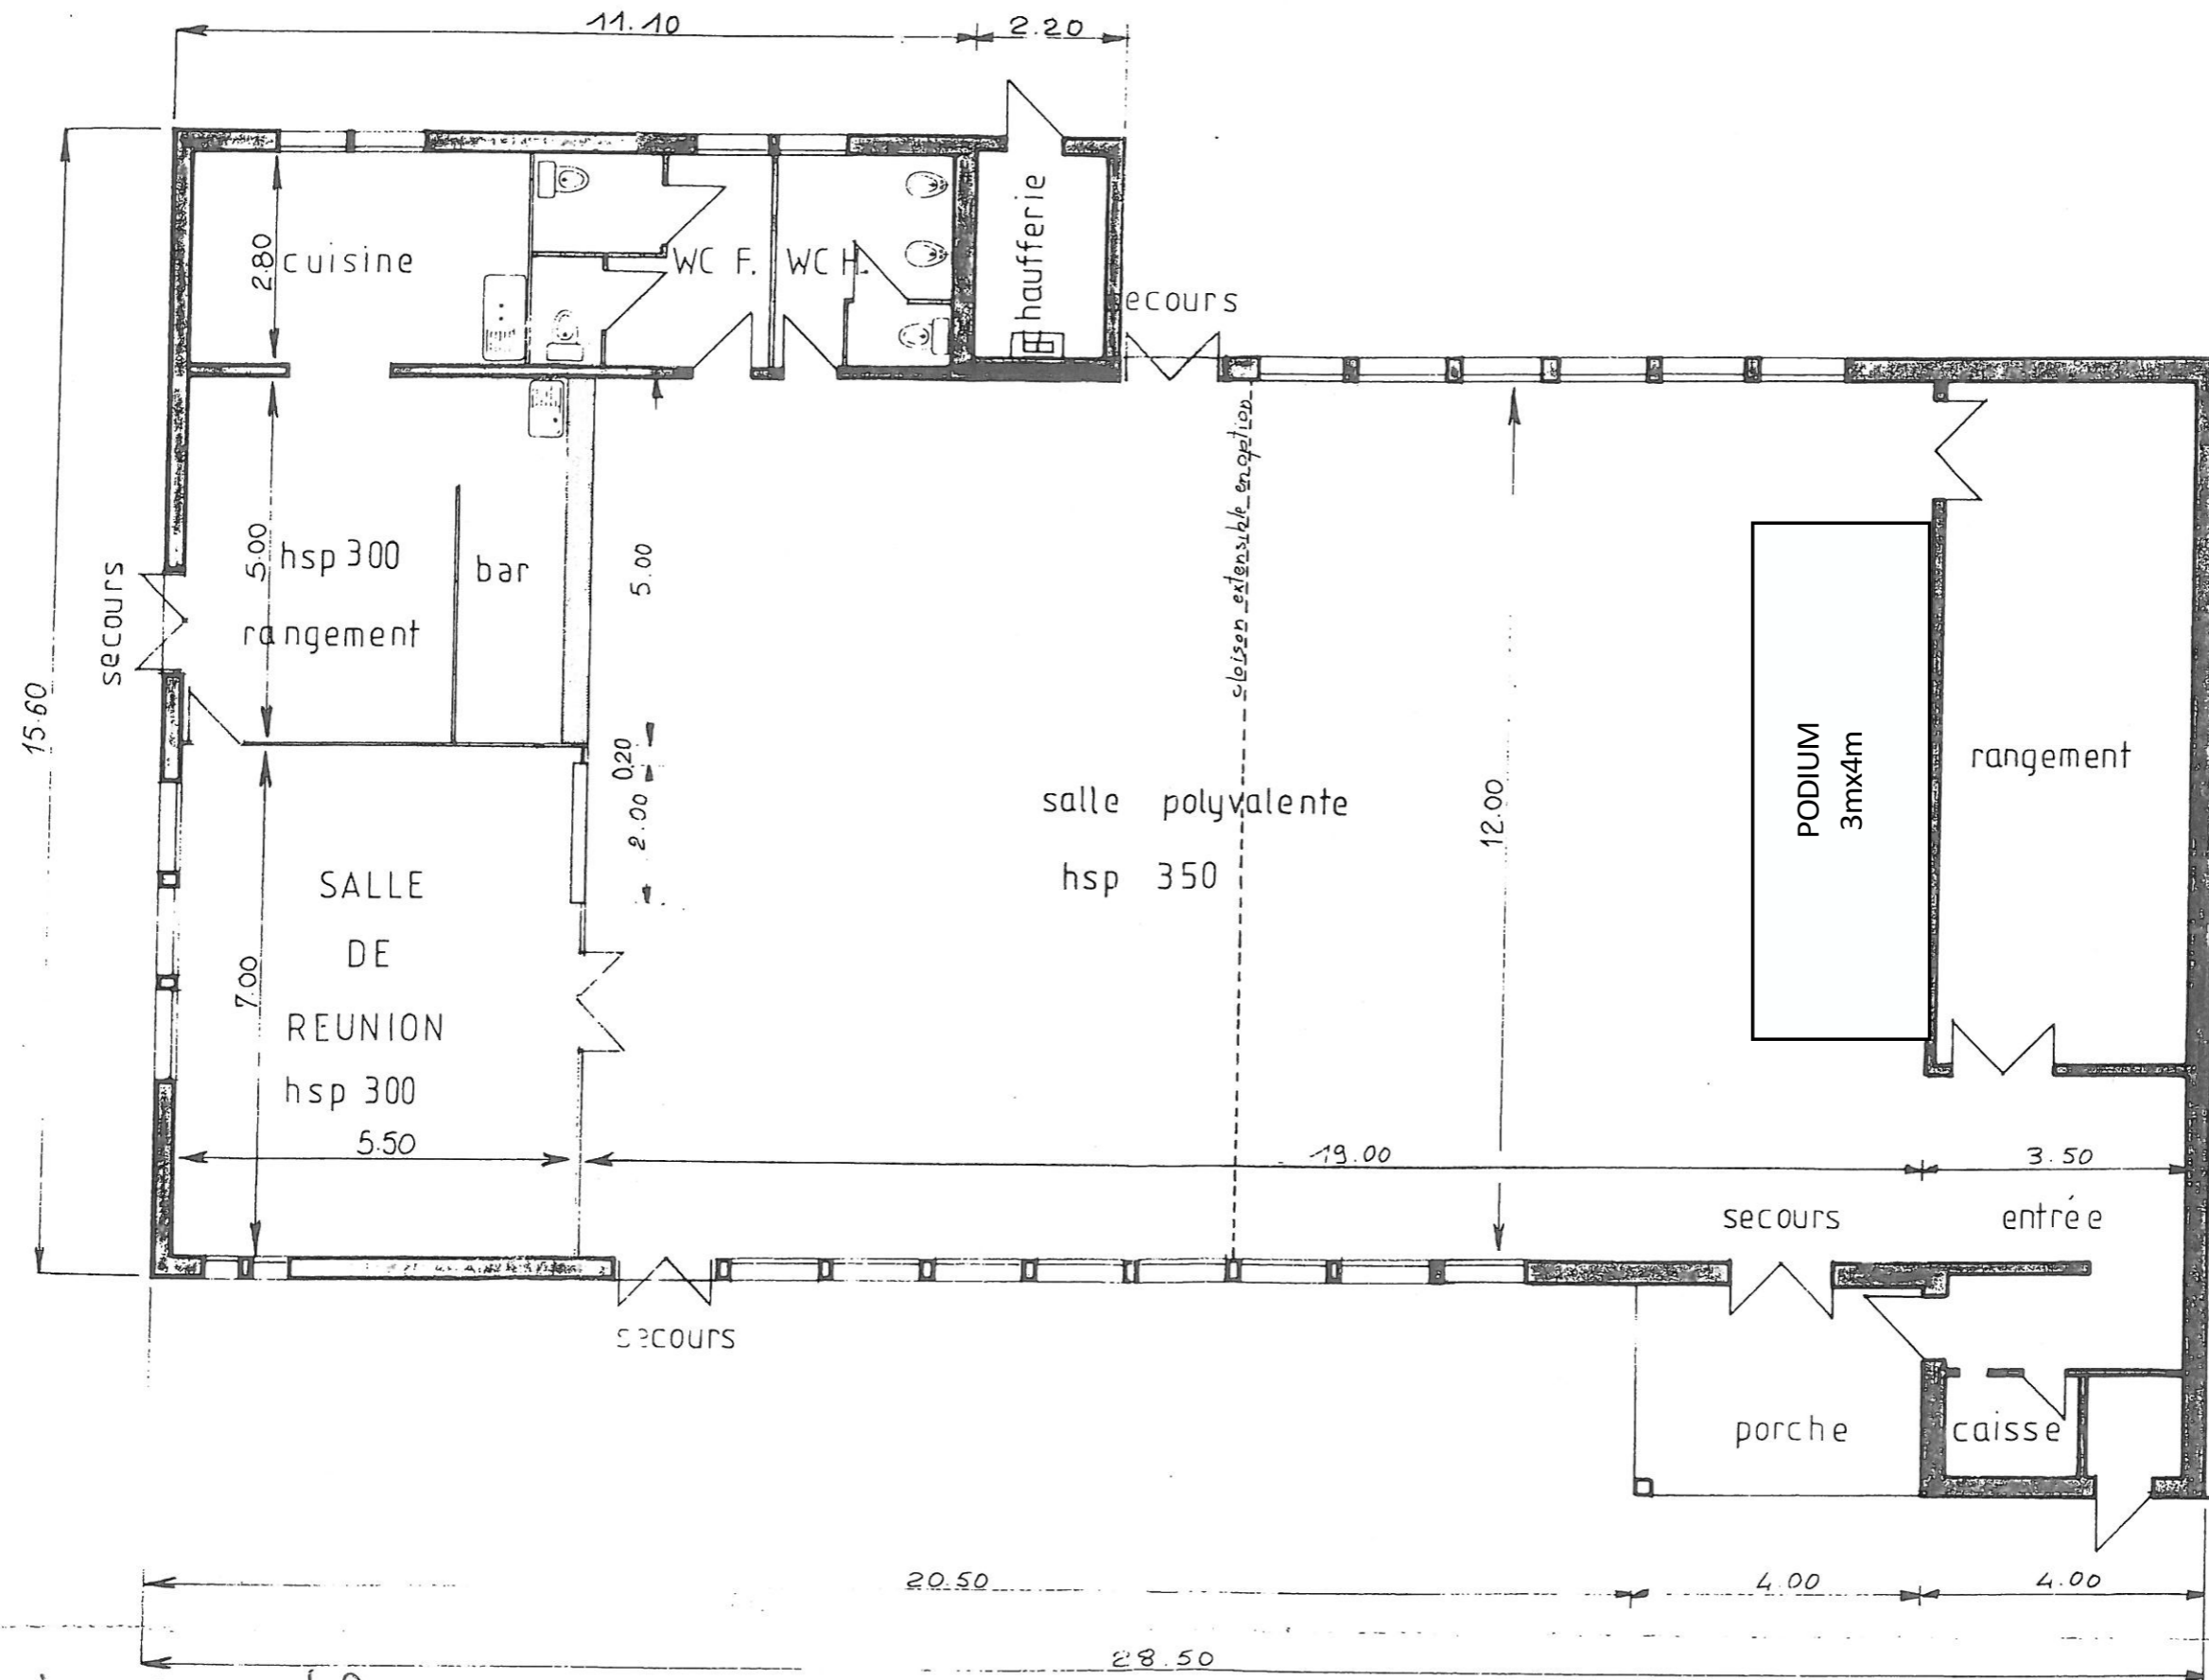 11.10
2.20
2.80
cuisine
WC F.
WC H.
haufferie
ecours
cloison extensible en option
5.00
hsp 300
rangement
bar
5.00
secours
15.60
0.20
2.00
salle polyvalente
hsp 350
12.00
PODIUM
3mx4m
rangement
SALLE
DE
REUNION
hsp 300
7.00
5.50
19.00
3.50
secours
entrée
secours
porche
caisse
20.50
4.00
4.00
28.50